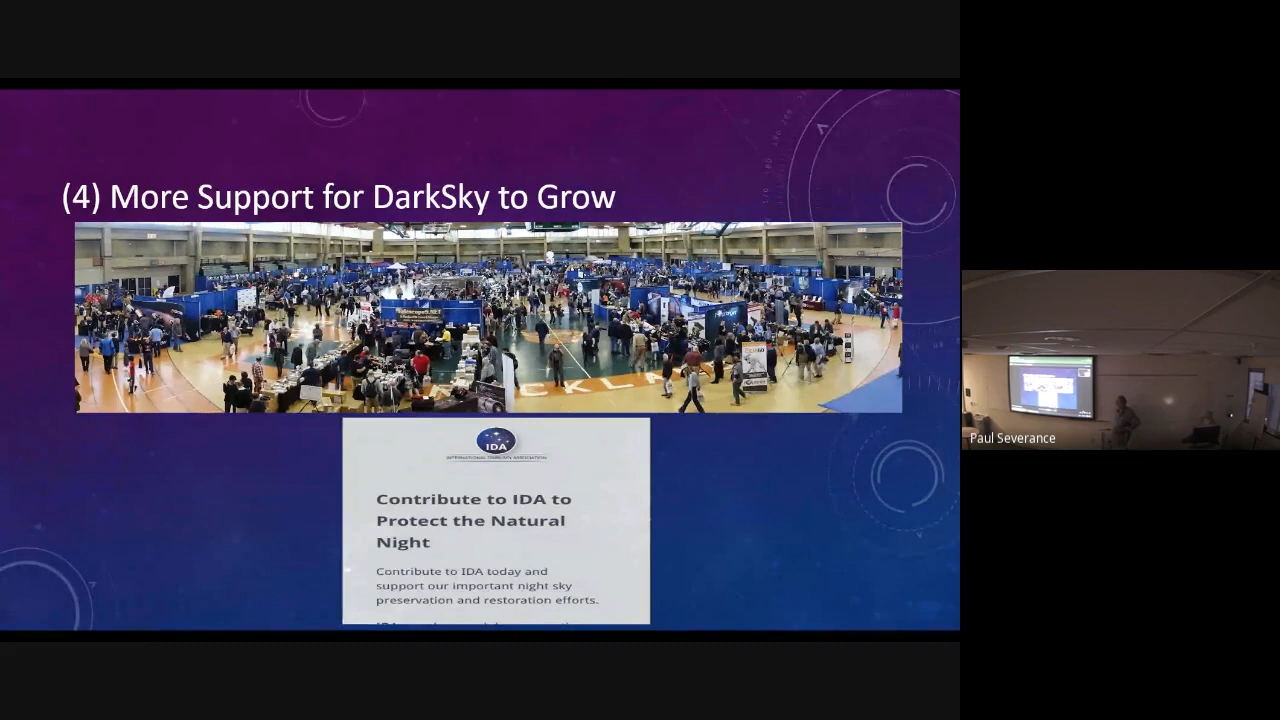 (4) More Support for DarkSky to Grow
CKLA
IDA
INTERNATIONAL DARK-SKY ASSOCIATION
Contribute to IDA to
Protect the Natural
Night
Contribute to IDA today and
support our important night sky
preservation and restoration efforts.
Paul Severance